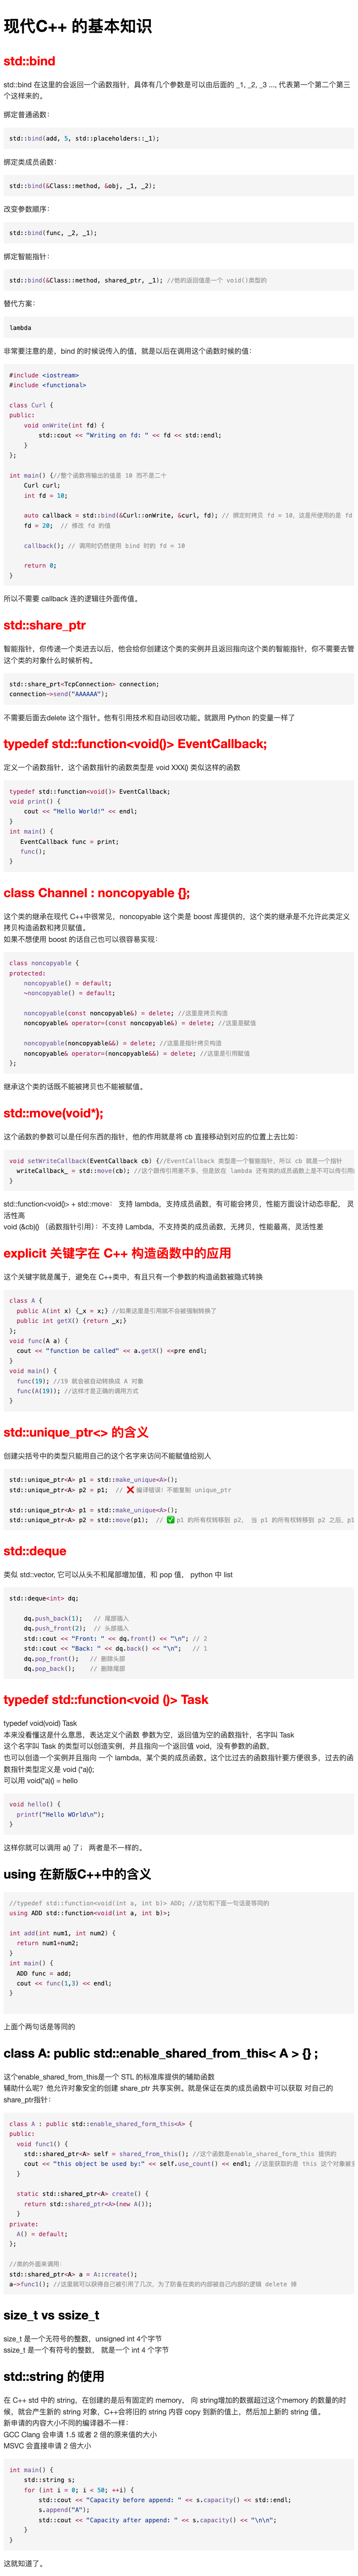 现代C++ 的基本知识
std::bind
std::bind 在这里的会返回一个函数指针，具体有几个参数是可以由后面的 _1, _2, _3 ..., 代表第一个第二个第三
个这样来的。
绑定普通函数：
std::bind(add, 5, std::placeholders::_1);
绑定类成员函数：
std::bind(&Class::method, &obj, _1, _2);
改变参数顺序：
std::bind(func, _2, _1);
绑定智能指针：
std::bind(&Class::method, shared_ptr, _1); //他的返回值是一个 void()类型的
替代方案：
lambda
非常要注意的是，bind 的时候说传入的值，就是以后在调用这个函数时候的值：
#include <iostream>
#include <functional>
class Curl {
public:
void onWrite(int fd) {
std::cout << "Writing on fd: " << fd << std::endl;
}
};
int main() {//整个函数将输出的值是 10 而不是二十
Curl curl;
int fd = 10;
auto callback = std::bind(&Curl::onWrite, &curl, fd); // 绑定时拷贝 fd = 10，这是所使用的是 fd
fd = 20;  // 修改 fd 的值
callback(); // 调用时仍然使用 bind 时的 fd = 10
return 0;
}
所以不需要 callback 连的逻辑往外面传值。
std::share_ptr
智能指针，你传递一个类进去以后，他会给你创建这个类的实例并且返回指向这个类的智能指针，你不需要去管
这个类的对象什么时候析构。
std::share_prt<TcpConnection> connection;
connection->send("AAAAAA");
不需要后面去delete 这个指针。他有引用技术和自动回收功能。就跟用 Python 的变量一样了
typedef std::function<void()> EventCallback;
定义一个函数指针，这个函数指针的函数类型是 void XXX() 类似这样的函数
typedef std::function<void()> EventCallback;
void print() {
cout << "Hello World!" << endl;
}
int main() {
EventCallback func = print;
func();
}
class Channel : noncopyable {};
这个类的继承在现代 C++中很常见，noncopyable 这个类是 boost 库提供的，这个类的继承是不允许此类定义
拷贝构造函数和拷贝赋值。
如果不想使用 boost 的话自己也可以很容易实现：
class noncopyable {
protected:
noncopyable() = default;
~noncopyable() = default;
noncopyable(const noncopyable&) = delete; //这里是拷贝构造
noncopyable& operator=(const noncopyable&) = delete; //这里是赋值
noncopyable(noncopyable&&) = delete; //这里是指针拷贝构造
noncopyable& operator=(noncopyable&&) = delete; //这里是引用赋值
};
继承这个类的话既不能被拷贝也不能被赋值。
std::move(void*);
这个函数的参数可以是任何东西的指针，他的作用就是将 cb 直接移动到对应的位置上去比如：
void setWriteCallback(EventCallback cb) {//EventCallback 类型是一个智能指针，所以 cb 就是一个指针
writeCallback_ = std::move(cb); //这个跟传引用差不多，但是放在 lambda 还有类的成员函数上是不可以传引用
}
std::function<void()> + std::move： 支持 lambda，支持成员函数，有可能会拷贝，性能方面设计动态非配， 灵
活性高
void (&cb)() （函数指针引用）：不支持 Lambda，不支持类的成员函数，无拷贝，性能最高，灵活性差
explicit 关键字在 C++ 构造函数中的应用
这个关键字就是属于，避免在 C++类中，有且只有一个参数的构造函数被隐式转换
class A {
public A(int x) {_x = x;} //如果这里是引用就不会被强制转换了
public int getX() {return _x;}
};
void func(A a) {
cout << "function be called" << a.getX() <<pre endl;
}
void main() {
func(19); //19 就会被自动转换成 A 对象
func(A(19)); //这样才是正确的调用方式
}
std::unique_ptr<> 的含义
创建尖括号中的类型只能用自己的这个名字来访问不能赋值给别人
std::unique_ptr<A> p1 = std::make_unique<A>();
std::unique_ptr<A> p2 = p1;  // ❌ 编译错误！不能复制 unique_ptr
std::unique_ptr<A> p1 = std::make_unique<A>();
std::unique_ptr<A> p2 = std::move(p1);  // ✅ p1 的所有权转移到 p2， 当 p1 的所有权转移到 p2 之后，p1
std::deque
类似 std::vector, 它可以从头不和尾部增加值，和 pop 值， python 中 list
std::deque<int> dq;
dq.push_back(1);   // 尾部插入
dq.push_front(2);  // 头部插入
std::cout << "Front: " << dq.front() << "\n"; // 2
std::cout << "Back: " << dq.back() << "\n";   // 1
dq.pop_front();   // 删除头部
dq.pop_back();    // 删除尾部
typedef std::function<void ()> Task
typedef void(void) Task
本来没看懂这是什么意思，表达定义个函数 参数为空，返回值为空的函数指针，名字叫 Task
这个名字叫 Task 的类型可以创造实例，并且指向一个返回值 void，没有参数的函数，
也可以创造一个实例并且指向 一个 lambda，某个类的成员函数。这个比过去的函数指针要方便很多，过去的函
数指针类型定义是 void (*a)();
可以用 void(*a)() = hello
void hello() {
printf("Hello WOrld\n");
}
这样你就可以调用 a() 了； 两者是不一样的。
using 在新版C++中的含义
//typedef std::function<void(int a, int b)> ADD; //这句和下面一句话是等同的
using ADD std::function<void(int a, int b)>;
int add(int num1, int num2) {
return num1+num2;
}
int main() {
ADD func = add;
cout << func(1,3) << endl;
}
上面个两句话是等同的
class A: public std::enable_shared_from_this< A > {} ;
这个enable_shared_from_this是一个 STL 的标准库提供的辅助函数
辅助什么呢？他允许对象安全的创建 share_ptr 共享实例。就是保证在类的成员函数中可以获取 对自己的
share_ptr指针：
class A : public std::enable_shared_form_this<A> {
public:
void func1() {
std::shared_ptr<A> self = shared_from_this(); //这个函数是enable_shared_form_this 提供的
cout << "this object be used by:" << self.use_count() << endl; //这里获取的是 this 这个对象被
}
static std::shared_ptr<A> create() {
return std::shared_ptr<A>(new A());
}
private:
A() = default;
};
//类的外面来调用：
std::shared_ptr<A> a = A::create();
a->func1(); //这里就可以获得自己被引用了几次，为了防备在类的内部被自己内部的逻辑 delete 掉
size_t vs ssize_t
size_t 是一个无符号的整数，unsigned int 4个字节
ssize_t 是一个有符号的整数， 就是一个 int 4 个字节
std::string 的使用
在 C++ std 中的 string，在创建的是后有固定的 memory， 向 string增加的数据超过这个memory 的数量的时
候，就会产生新的 string 对象，C++会将旧的 string 内容 copy 到新的值上，然后加上新的 string 值。
新申请的内容大小不同的编译器不一样：
GCC Clang 会申请 1.5 或者 2 倍的原来值的大小
MSVC 会直接申请 2 倍大小
int main() {
std::string s;
for (int i = 0; i < 50; ++i) {
std::cout << "Capacity before append: " << s.capacity() << std::endl;
s.append("A");
std::cout << "Capacity after append: " << s.capacity() << "\n\n";
}
}
这就知道了。